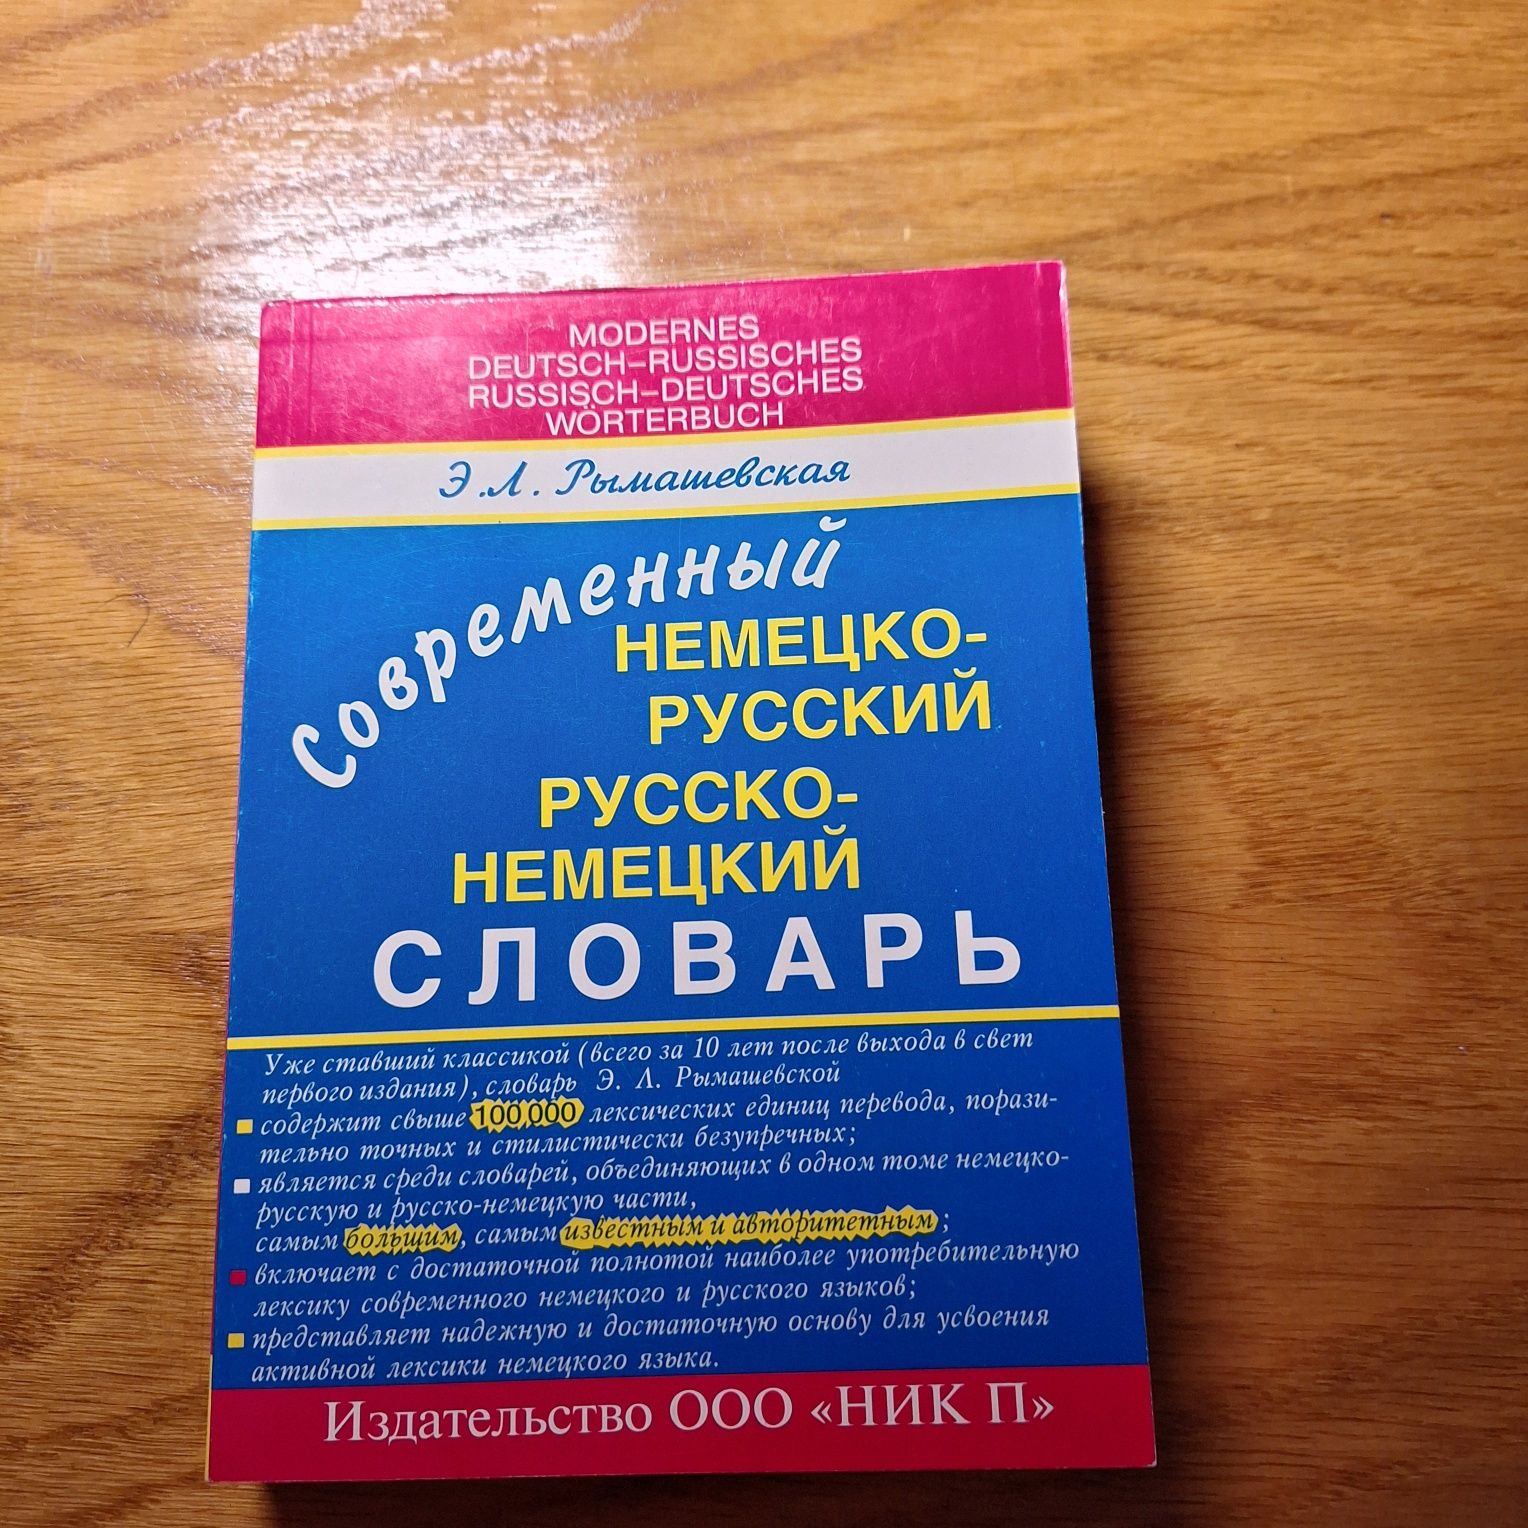 MODERNES
DEUTSCH–RUSSISCHES
RUSSISCH–DEUTSCHES
WÖRTERBUCH
Э.Л. Рымашевская
Современный
НЕМЕЦКО-
РУССКИЙ
РУССКО-
НЕМЕЦКИЙ
СЛОВАРЬ
Уже ставший классикой (всего за 10 лет после выхода в свет
первого издания), словарь Э. Л. Рымашевской
содержит свыше 100 000 лексических единиц перевода, порази-
тельно точных и стилистически безупречных;
является среди словарей, объединяющих в одном томе немецко-
русскую и русско-немецкую части,
самым большим, самым известным и авторитетным;
включает с достаточной полнотой наиболее употребительную
лексику современного немецкого и русского языков;
представляет надежную и достаточную основу для усвоения
активной лексики немецкого языка.
Издательство ООО «НИК П»